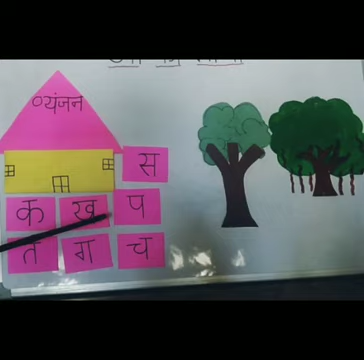 व्यंजन
स
क ख प
त ग च